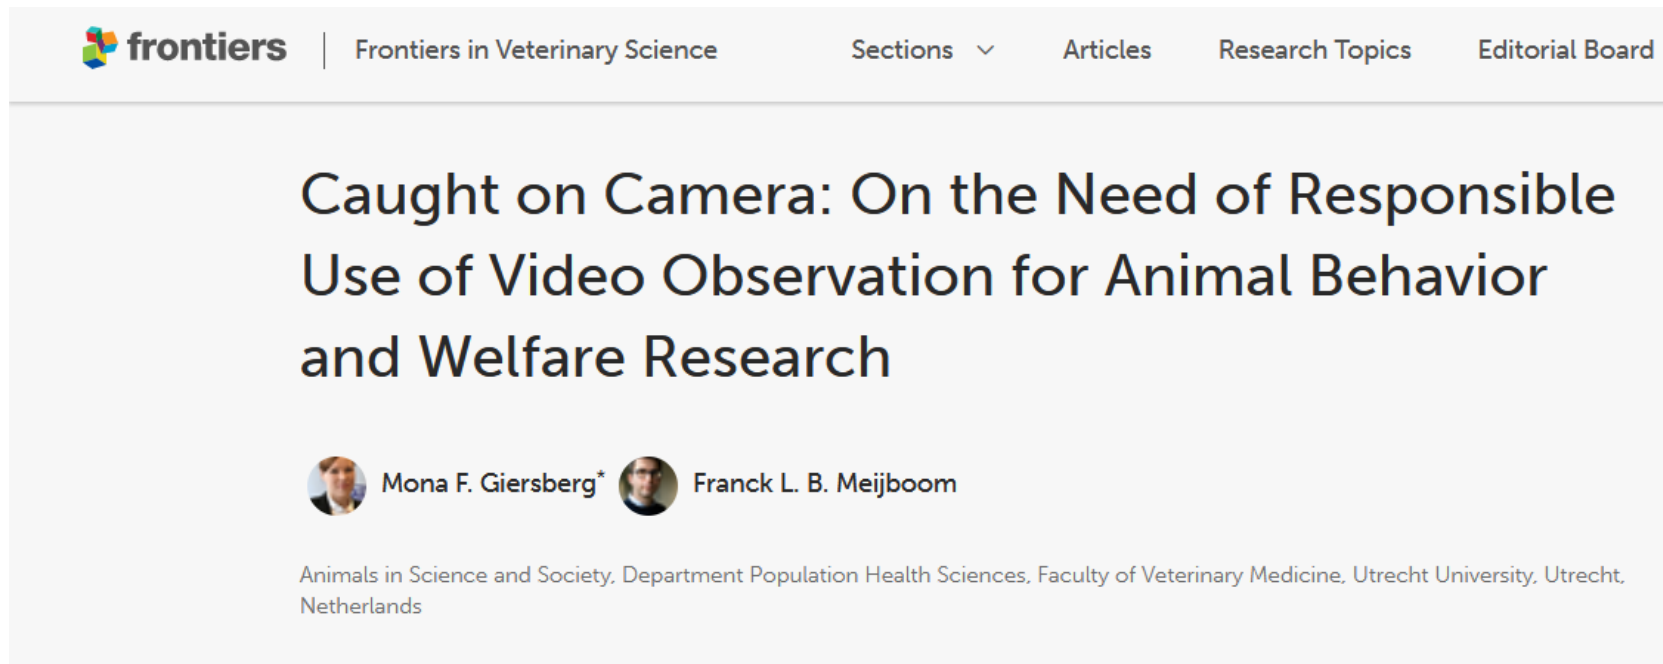 frontiers Frontiers in Veterinary Science Sections Articles Research Topics Editorial Board
Caught on Camera: On the Need of Responsible
Use of Video Observation for Animal Behavior
and Welfare Research
Mona F. Giersberg* Franck L. B. Meijboom
Animals in Science and Society, Department Population Health Sciences, Faculty of Veterinary Medicine, Utrecht University, Utrecht,
Netherlands